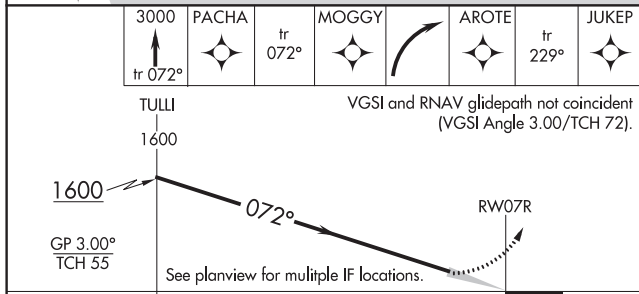 3000
tr 072°
PACHA
tr
072°
MOGGY
AROTE
tr
229°
JUKEP
TULLI
1600
VGSI and RNAV glidepath not coincident
(VGSI Angle 3.00/TCH 72).
1600
072°
RW07R
GP 3.00°
TCH 55
See planview for mulitple IF locations.